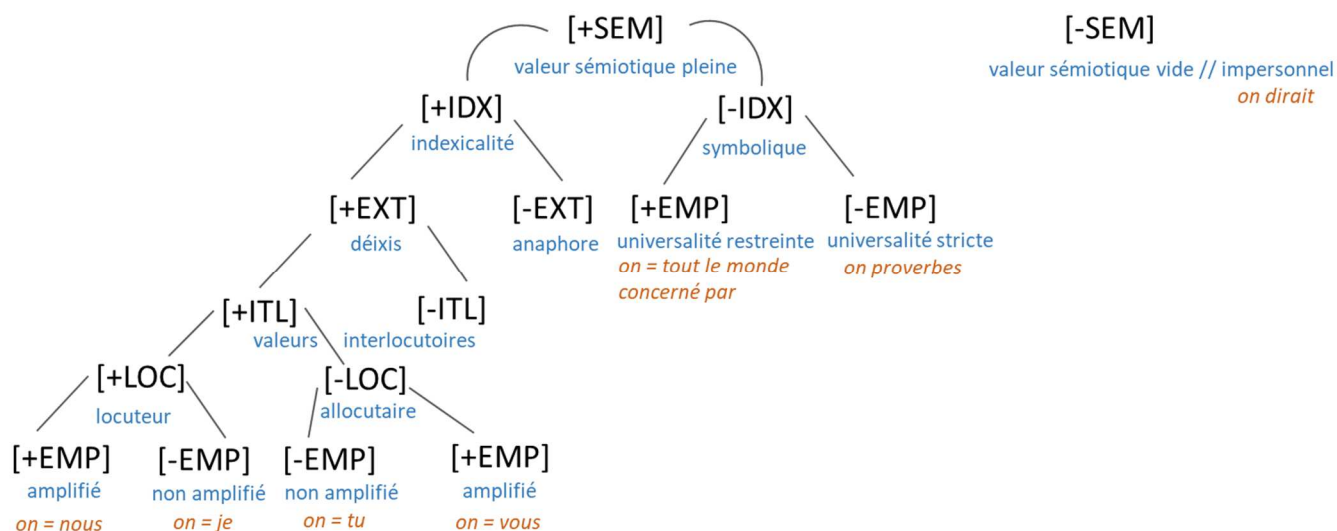 [+SEM] [-SEM]
valeur sémiotique pleine valeur sémiotique vide // impersonnel
on dirait
[+IDX] [-IDX]
indexicalité symbolique
[+EXT] [-EXT] [+EMP] [-EMP]
déixis anaphore universalité restreinte universalité stricte
on = tout le monde on proverbes
concerné par
[+ITL] [-ITL]
valeurs interlocutoires
[+LOC] [-LOC]
locuteur allocutaire
[+EMP] [-EMP] [-EMP] [+EMP]
amplifié non amplifié non amplifié amplifié
on = nous on = je on = tu on = vous